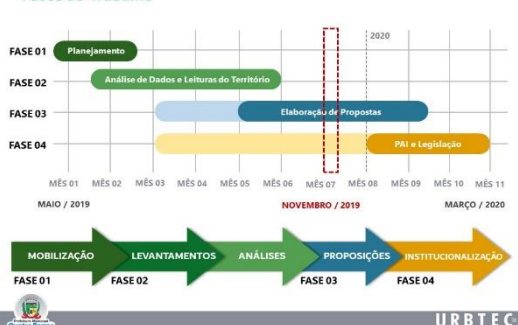 2020
FASE 01
Planejamento
FASE 02
Análise de Dados e Leituras do Território
FASE 03
Elaboração de Propostas
FASE 04
PAI e Legislação
MÊS 01 MÊS 02 MÊS 03 MÊS 04 MÊS 05 MÊS 06 MÊS 07 MÊS 08 MÊS 09 MÊS 10 MÊS 11
MAIO / 2019 NOVEMBRO / 2019 MARÇO / 2020
MOBILIZAÇÃO LEVANTAMENTOS ANÁLISES PROPOSIÇÕES INSTITUCIONALIZAÇÃO
FASE 01 FASE 02 FASE 03 FASE 04
URBTEC